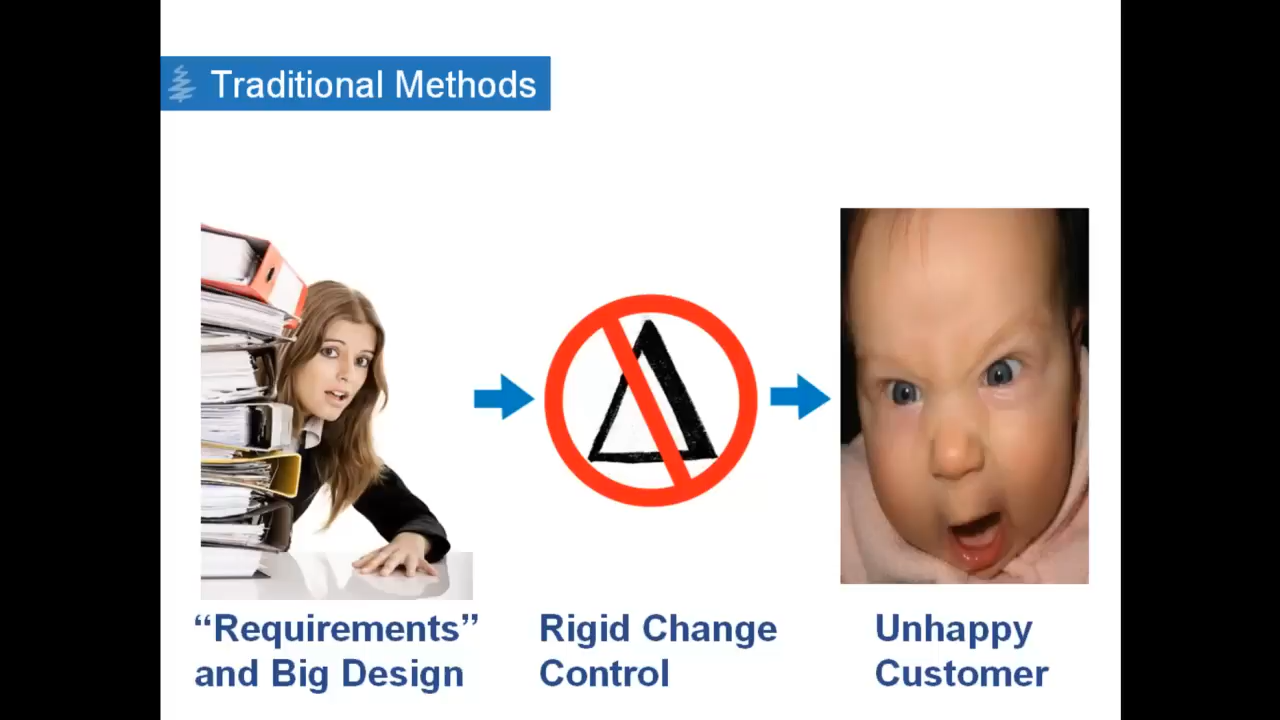 Traditional Methods
“Requirements” and Big Design
Rigid Change Control
Unhappy Customer